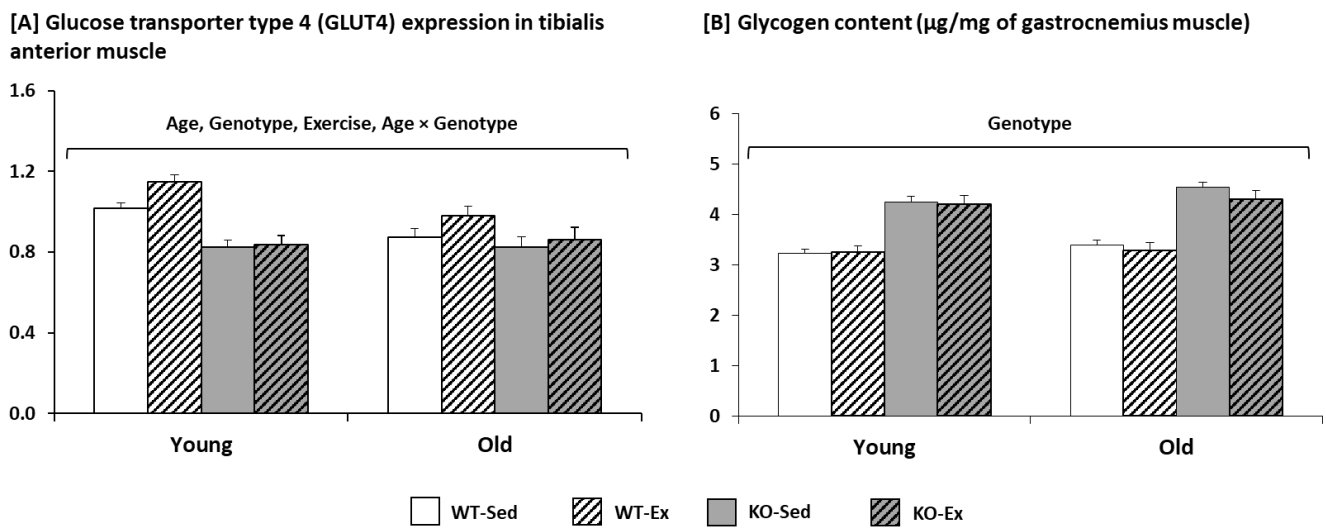 [A] Glucose transporter type 4 (GLUT4) expression in tibialis
anterior muscle
1.6
1.2
0.8
0.4
0.0
Age, Genotype, Exercise, Age × Genotype
Young
Old
[B] Glycogen content (µg/mg of gastrocnemius muscle)
6
5
4
3
2
1
0
Genotype
Young
Old
WT-Sed
WT-Ex
KO-Sed
KO-Ex